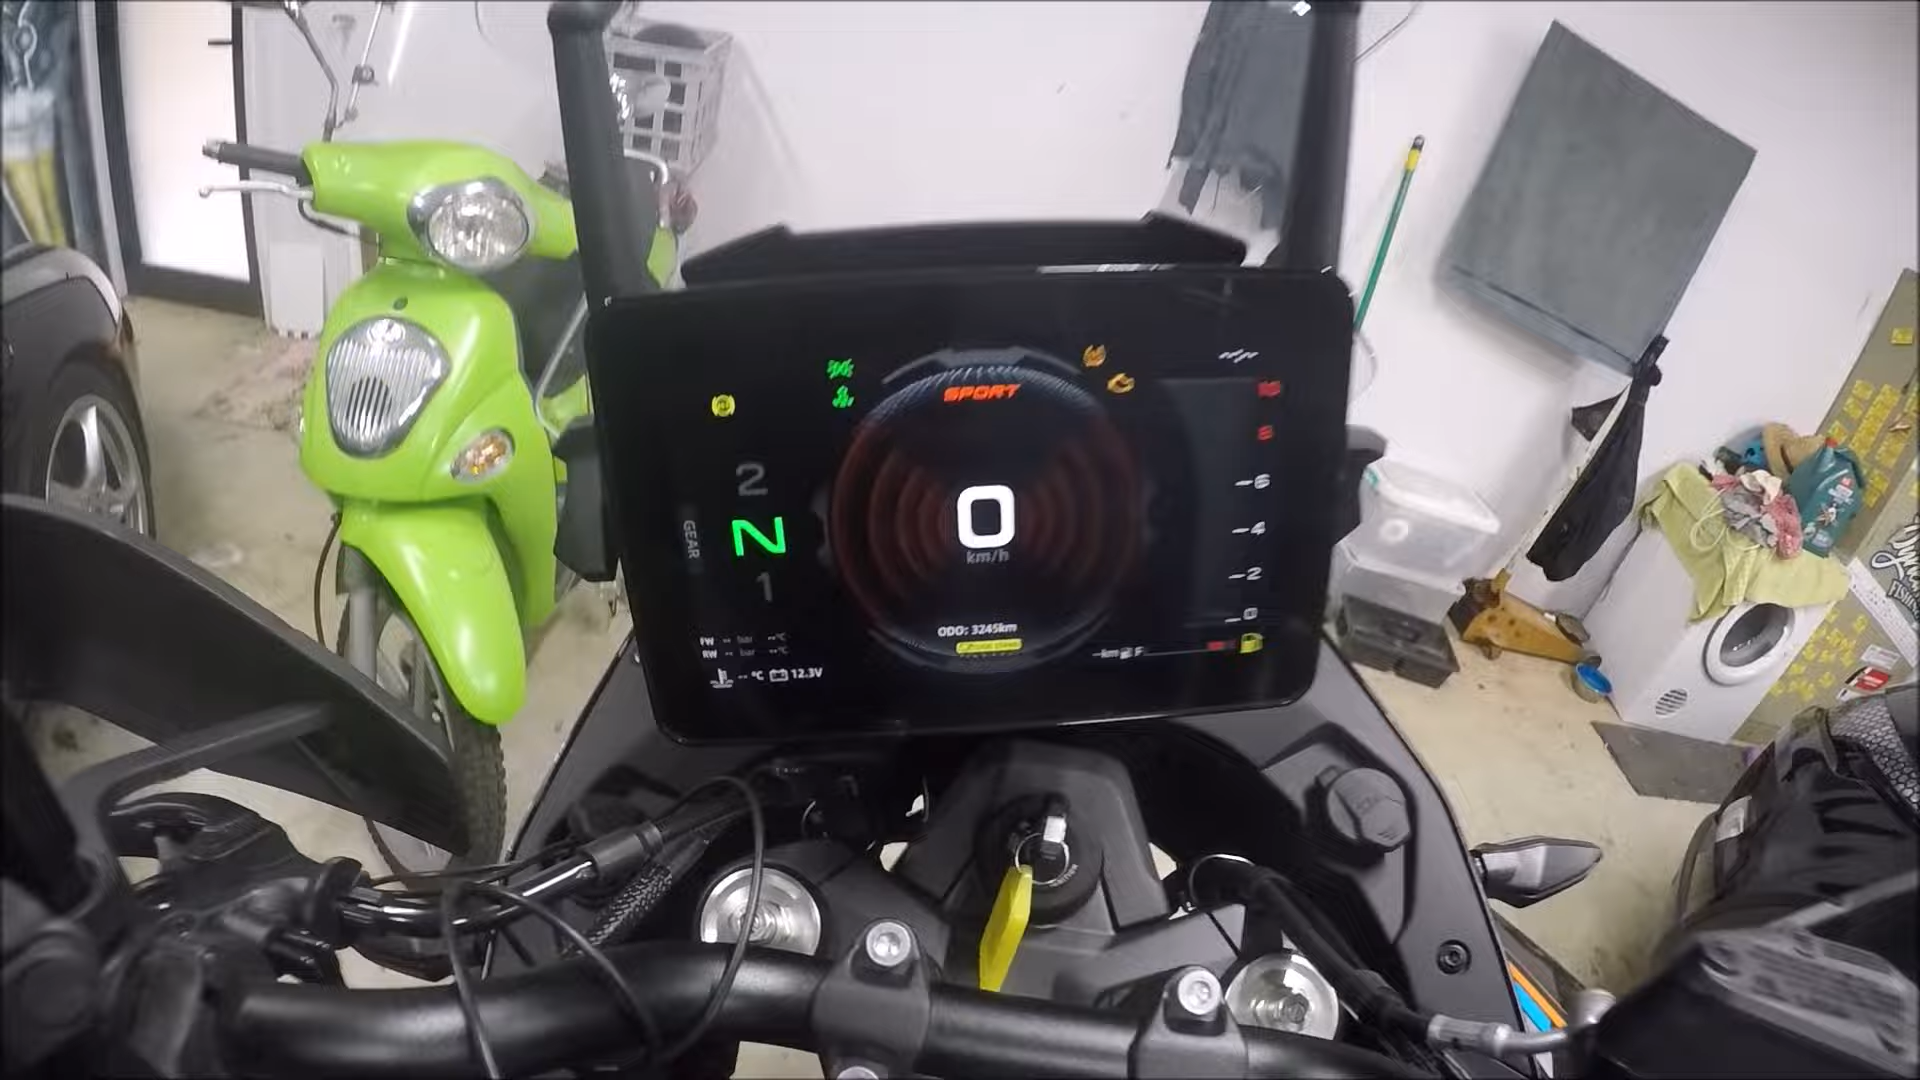 SPORT
2
N
1
GEAR
0
km/h
8
-6
-4
-2
0
ODO: 3245km
FW -- bar --°C
RW -- bar --°C
--°C 12.3V
--km F